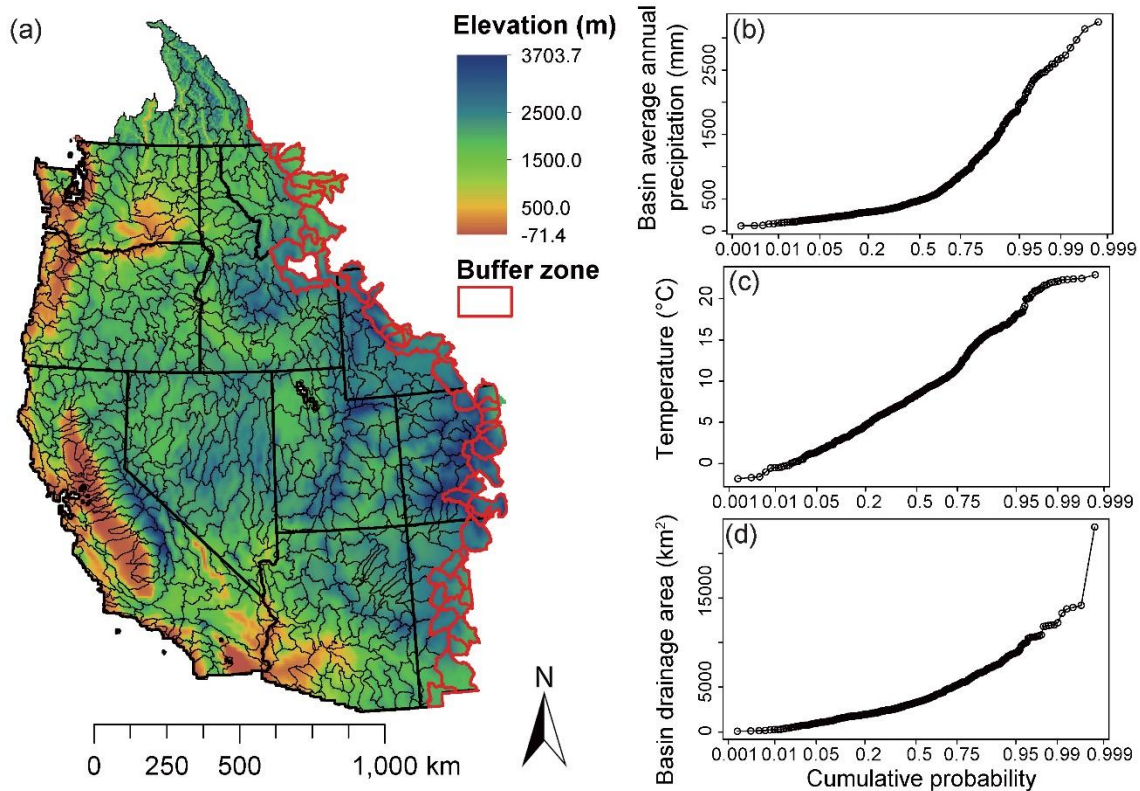 (a)
Elevation (m)
3703.7
2500.0
1500.0
500.0
-71.4
Buffer zone
N
0 250 500 1,000 km
(b)
Basin average annual
precipitation (mm)
0 500 1500 2500
0.001 0.01 0.05 0.2 0.5 0.75 0.95 0.99 0.999
(c)
Temperature (°C)
0 5 10 15 20
0.001 0.01 0.05 0.2 0.5 0.75 0.95 0.99 0.999
(d)
Basin drainage area (km²)
0 5000 15000
0.001 0.01 0.05 0.2 0.5 0.75 0.95 0.99 0.999
Cumulative probability